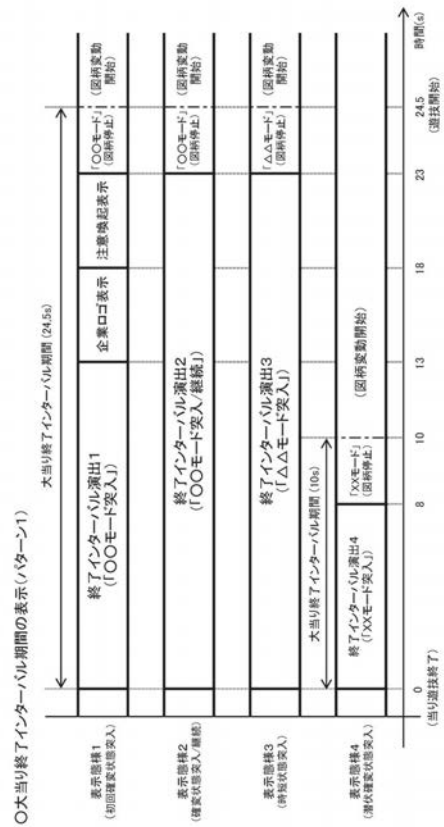 〇大当り終了インターバル期間の表示(パターン1)
大当り終了インターバル期間(24.5s)
表示態様1
(初回確変状態突入)
終了インターバル演出1
(「〇〇モード突入」)
企業ロゴ表示
注意喚起表示
「〇〇モード」
(図柄停止)
(図柄変動
開始)
表示態様2
(確変状態突入/継続)
終了インターバル演出2
(「〇〇モード突入/継続」)
「〇〇モード」
(図柄停止)
(図柄変動
開始)
表示態様3
(時短状態突入)
終了インターバル演出3
(「△△モード突入」)
「△△モード」
(図柄停止)
(図柄変動
開始)
大当り終了インターバル期間(10s)
表示態様4
(潜伏確変状態突入)
終了インターバル演出4
(「XXモード突入」)
「XXモード」
(図柄停止)
(図柄変動開始)
0
8
10
13
18
23
24.5
時間(s)
(当り遊技終了)
(遊技開始)